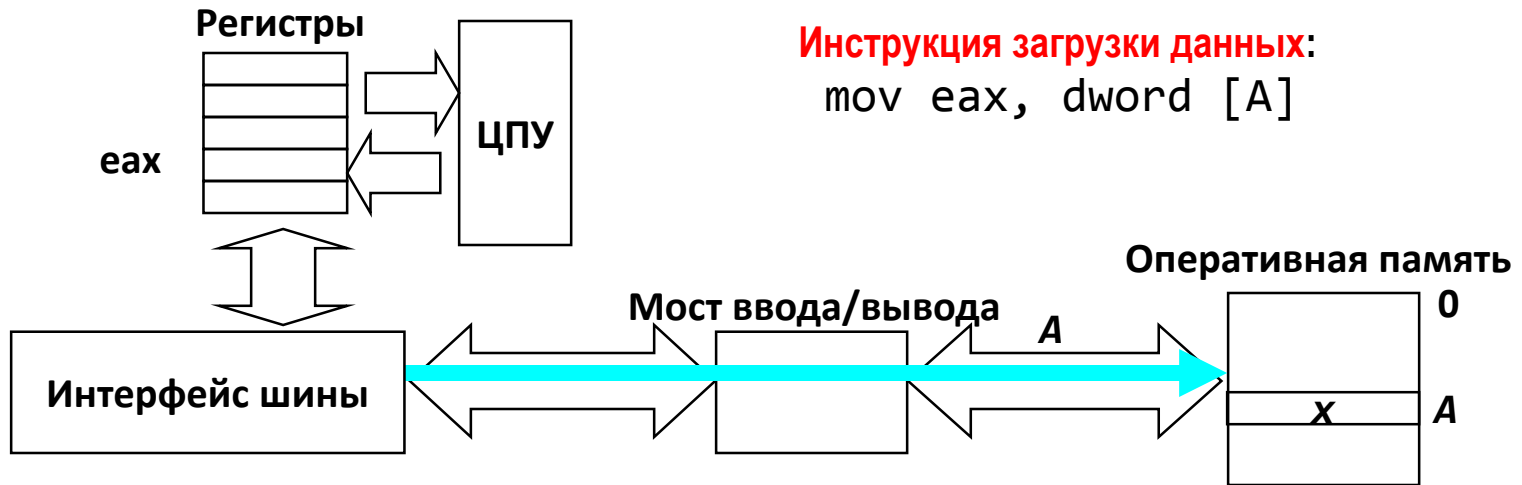 Регистры
Инструкция загрузки данных:
mov eax, dword [A]
ЦПУ
eax
Оперативная память
Мост ввода/вывода
0
A
Интерфейс шины
x
A